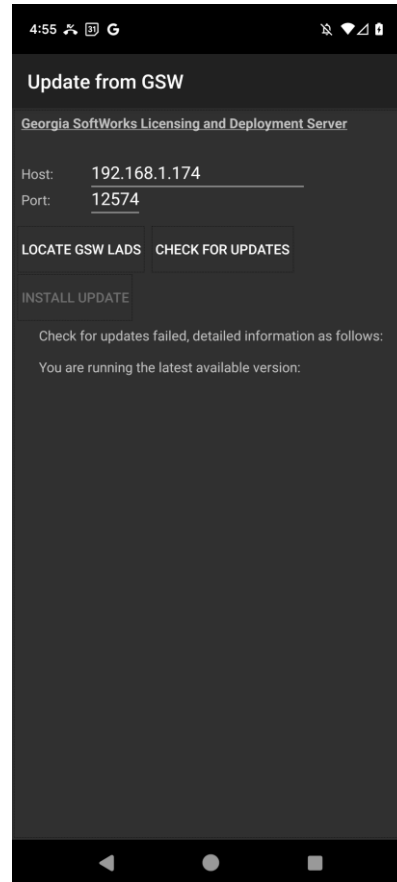 4:55 31 G
Update from GSW
Georgia SoftWorks Licensing and Deployment Server
Host: 192.168.1.174
Port: 12574
LOCATE GSW LADS CHECK FOR UPDATES
INSTALL UPDATE
Check for updates failed, detailed information as follows:
You are running the latest available version: